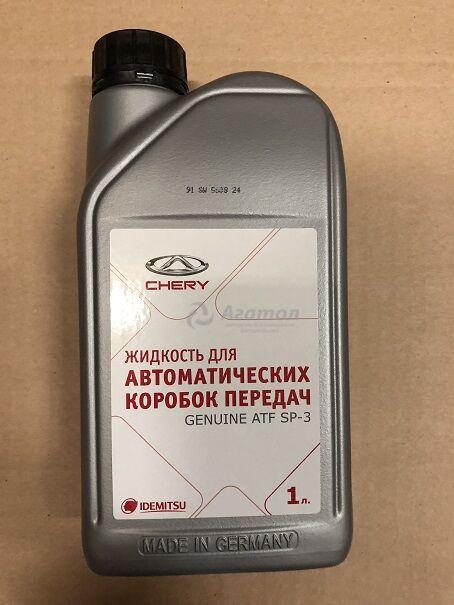 91 SW 5608 24
CHERY
Агатол
ЖИДКОСТЬ ДЛЯ
АВТОМАТИЧЕСКИХ
КОРОБОК ПЕРЕДАЧ
GENUINE ATF SP-3
IDEMITSU
1 л.
MADE IN GERMANY